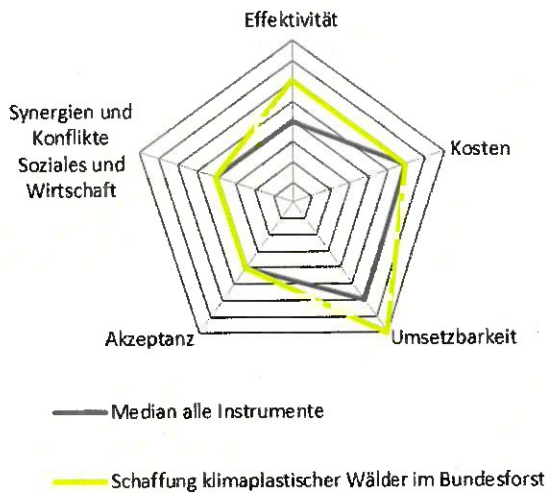 Effektivität
Synergien und
Konflikte
Soziales und
Wirtschaft
Kosten
Akzeptanz
Umsetzbarkeit
Median alle Instrumente
Schaffung klimaplastischer Wälder im Bundesforst